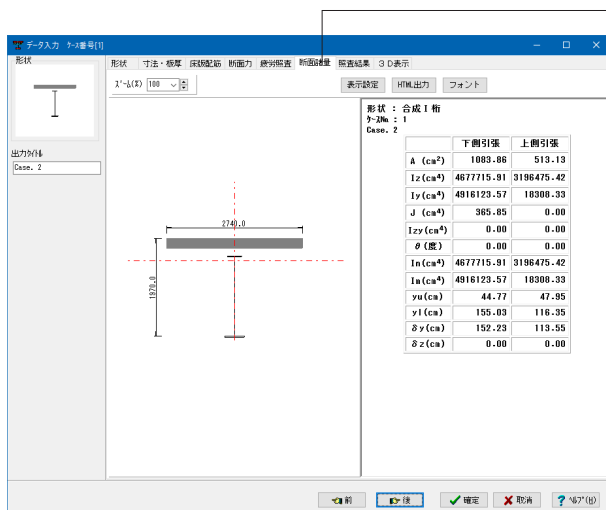 データ入力 ケース番号[1]
形状
形状 寸法・板厚 床版配筋 断面力 疲労照査 断面諸量 照査結果 3D表示
ズーム(%) 100 表示設定 HTML出力 フォント
出力タイトル
Case. 2
2740.0
1970.0
形状 : 合成I桁
ケースNo : 1
Case. 2
下側引張 上側引張
A (cm²) 1083.86 513.13
Iz(cm⁴) 4677715.91 3196475.42
Iy(cm⁴) 4916123.57 18308.33
J (cm⁴) 365.85 0.00
Izy(cm⁴) 0.00 0.00
θ(度) 0.00 0.00
In(cm⁴) 4677715.91 3196475.42
Im(cm⁴) 4916123.57 18308.33
yu(cm) 44.77 47.95
yl(cm) 155.03 116.35
δy(cm) 152.23 113.55
δz(cm) 0.00 0.00
前 後 確定 取消 ヘルプ(H)